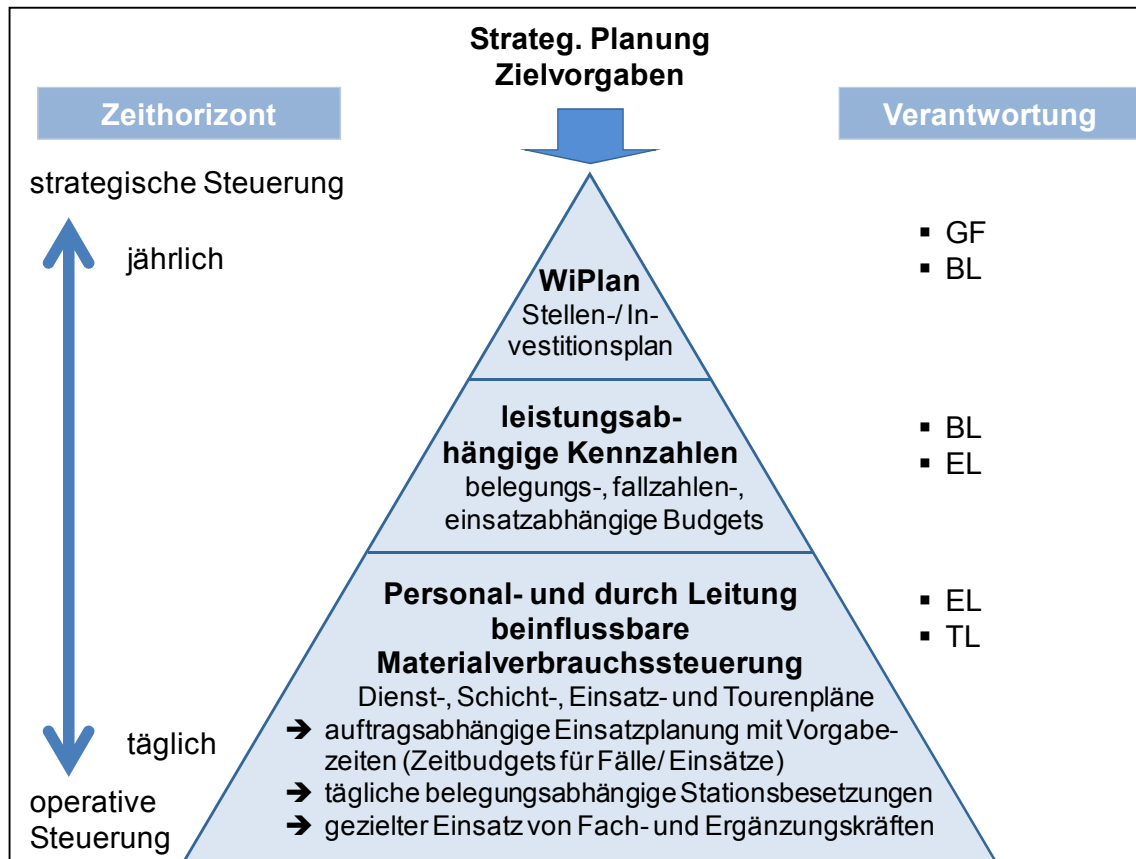 Strateg. Planung
Zielvorgaben
Zeithorizont
Verantwortung
strategische Steuerung
jährlich
▪ GF
▪ BL
WiPlan
Stellen-/ In-
vestitionsplan
leistungsab-
hängige Kennzahlen
belegungs-, fallzahlen-,
einsatzabhängige Budgets
▪ BL
▪ EL
Personal- und durch Leitung
beinflussbare
Materialverbrauchssteuerung
Dienst-, Schicht-, Einsatz- und Tourenpläne
➔ auftragsabhängige Einsatzplanung mit Vorgabe-
zeiten (Zeitbudgets für Fälle/ Einsätze)
➔ tägliche belegungsabhängige Stationsbesetzungen
➔ gezielter Einsatz von Fach- und Ergänzungskräften
▪ EL
▪ TL
täglich
operative
Steuerung